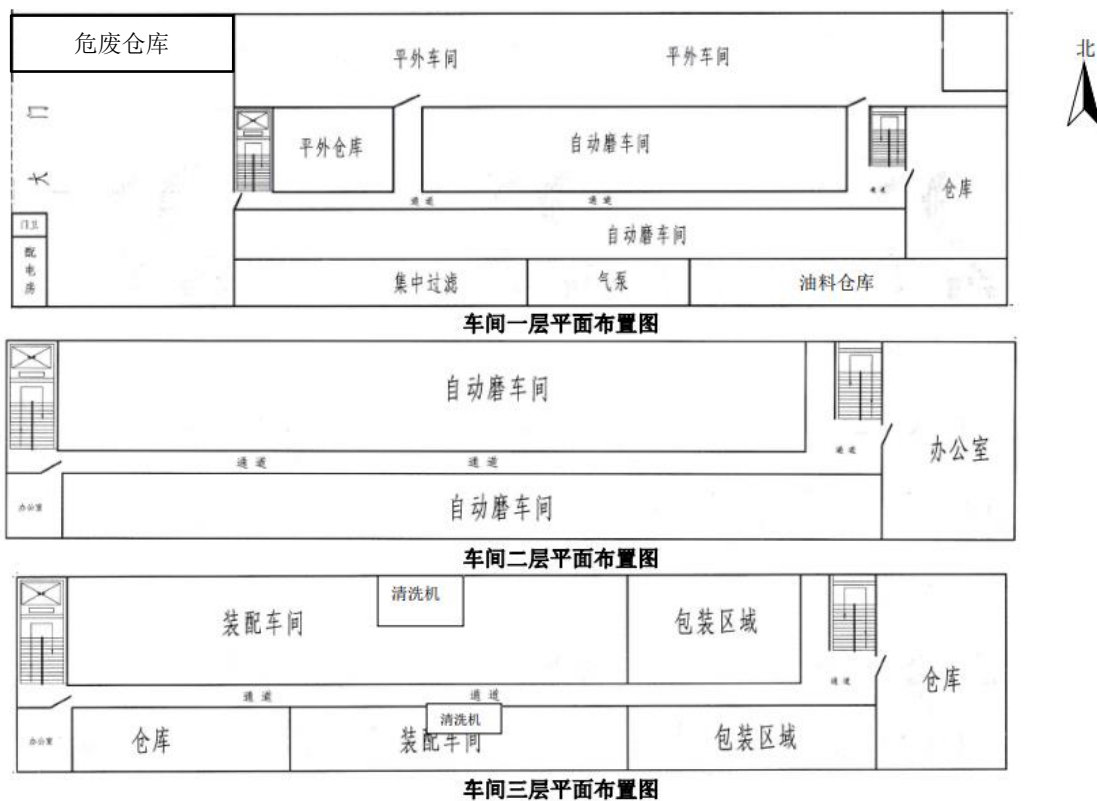 危废仓库
北
平外车间 平外车间
大门
平外仓库
自动磨车间
仓库
通道 通道 通道
门卫
配电房
自动磨车间
集中过滤 气泵 油料仓库
车间一层平面布置图
自动磨车间
办公室
通道 通道 通道
办公室
自动磨车间
车间二层平面布置图
清洗机
装配车间 包装区域
仓库
通道 通道 通道
清洗机
办公室 仓库 装配车间 包装区域
车间三层平面布置图